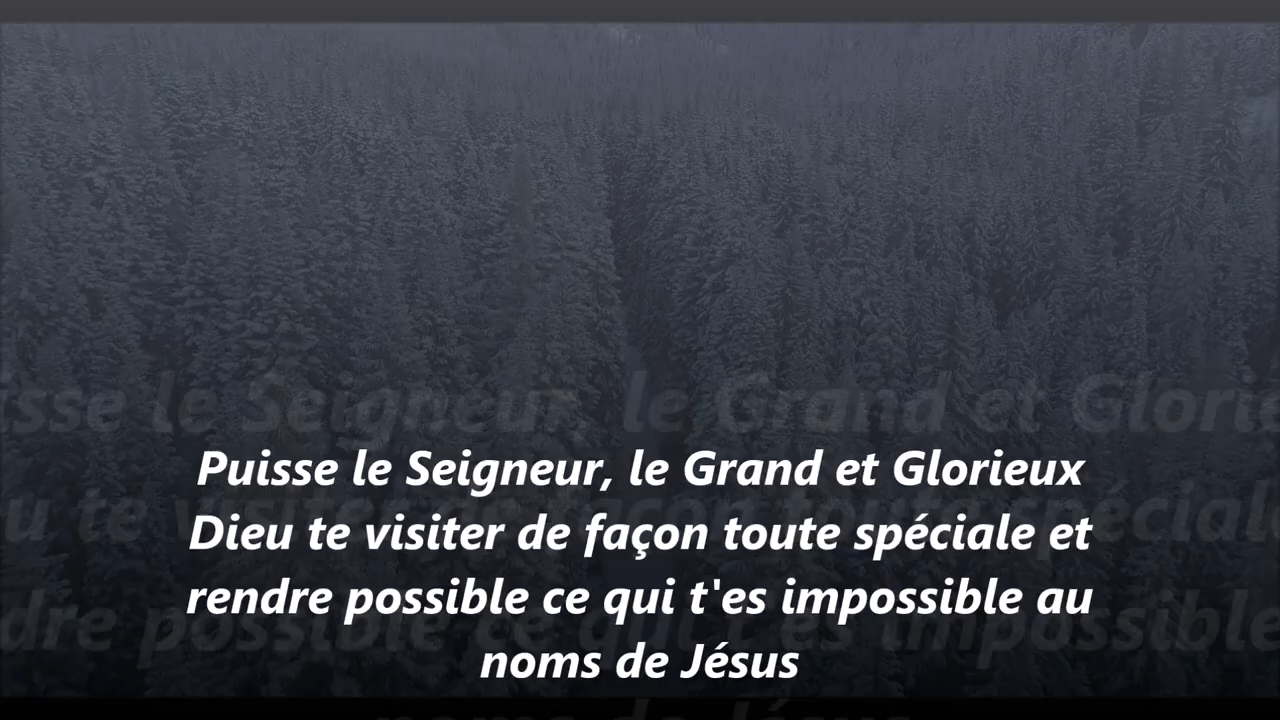 Puisse le Seigneur, le Grand et Glorieux
Dieu te visiter de façon toute spéciale et
rendre possible ce qui t'es impossible au
noms de Jésus